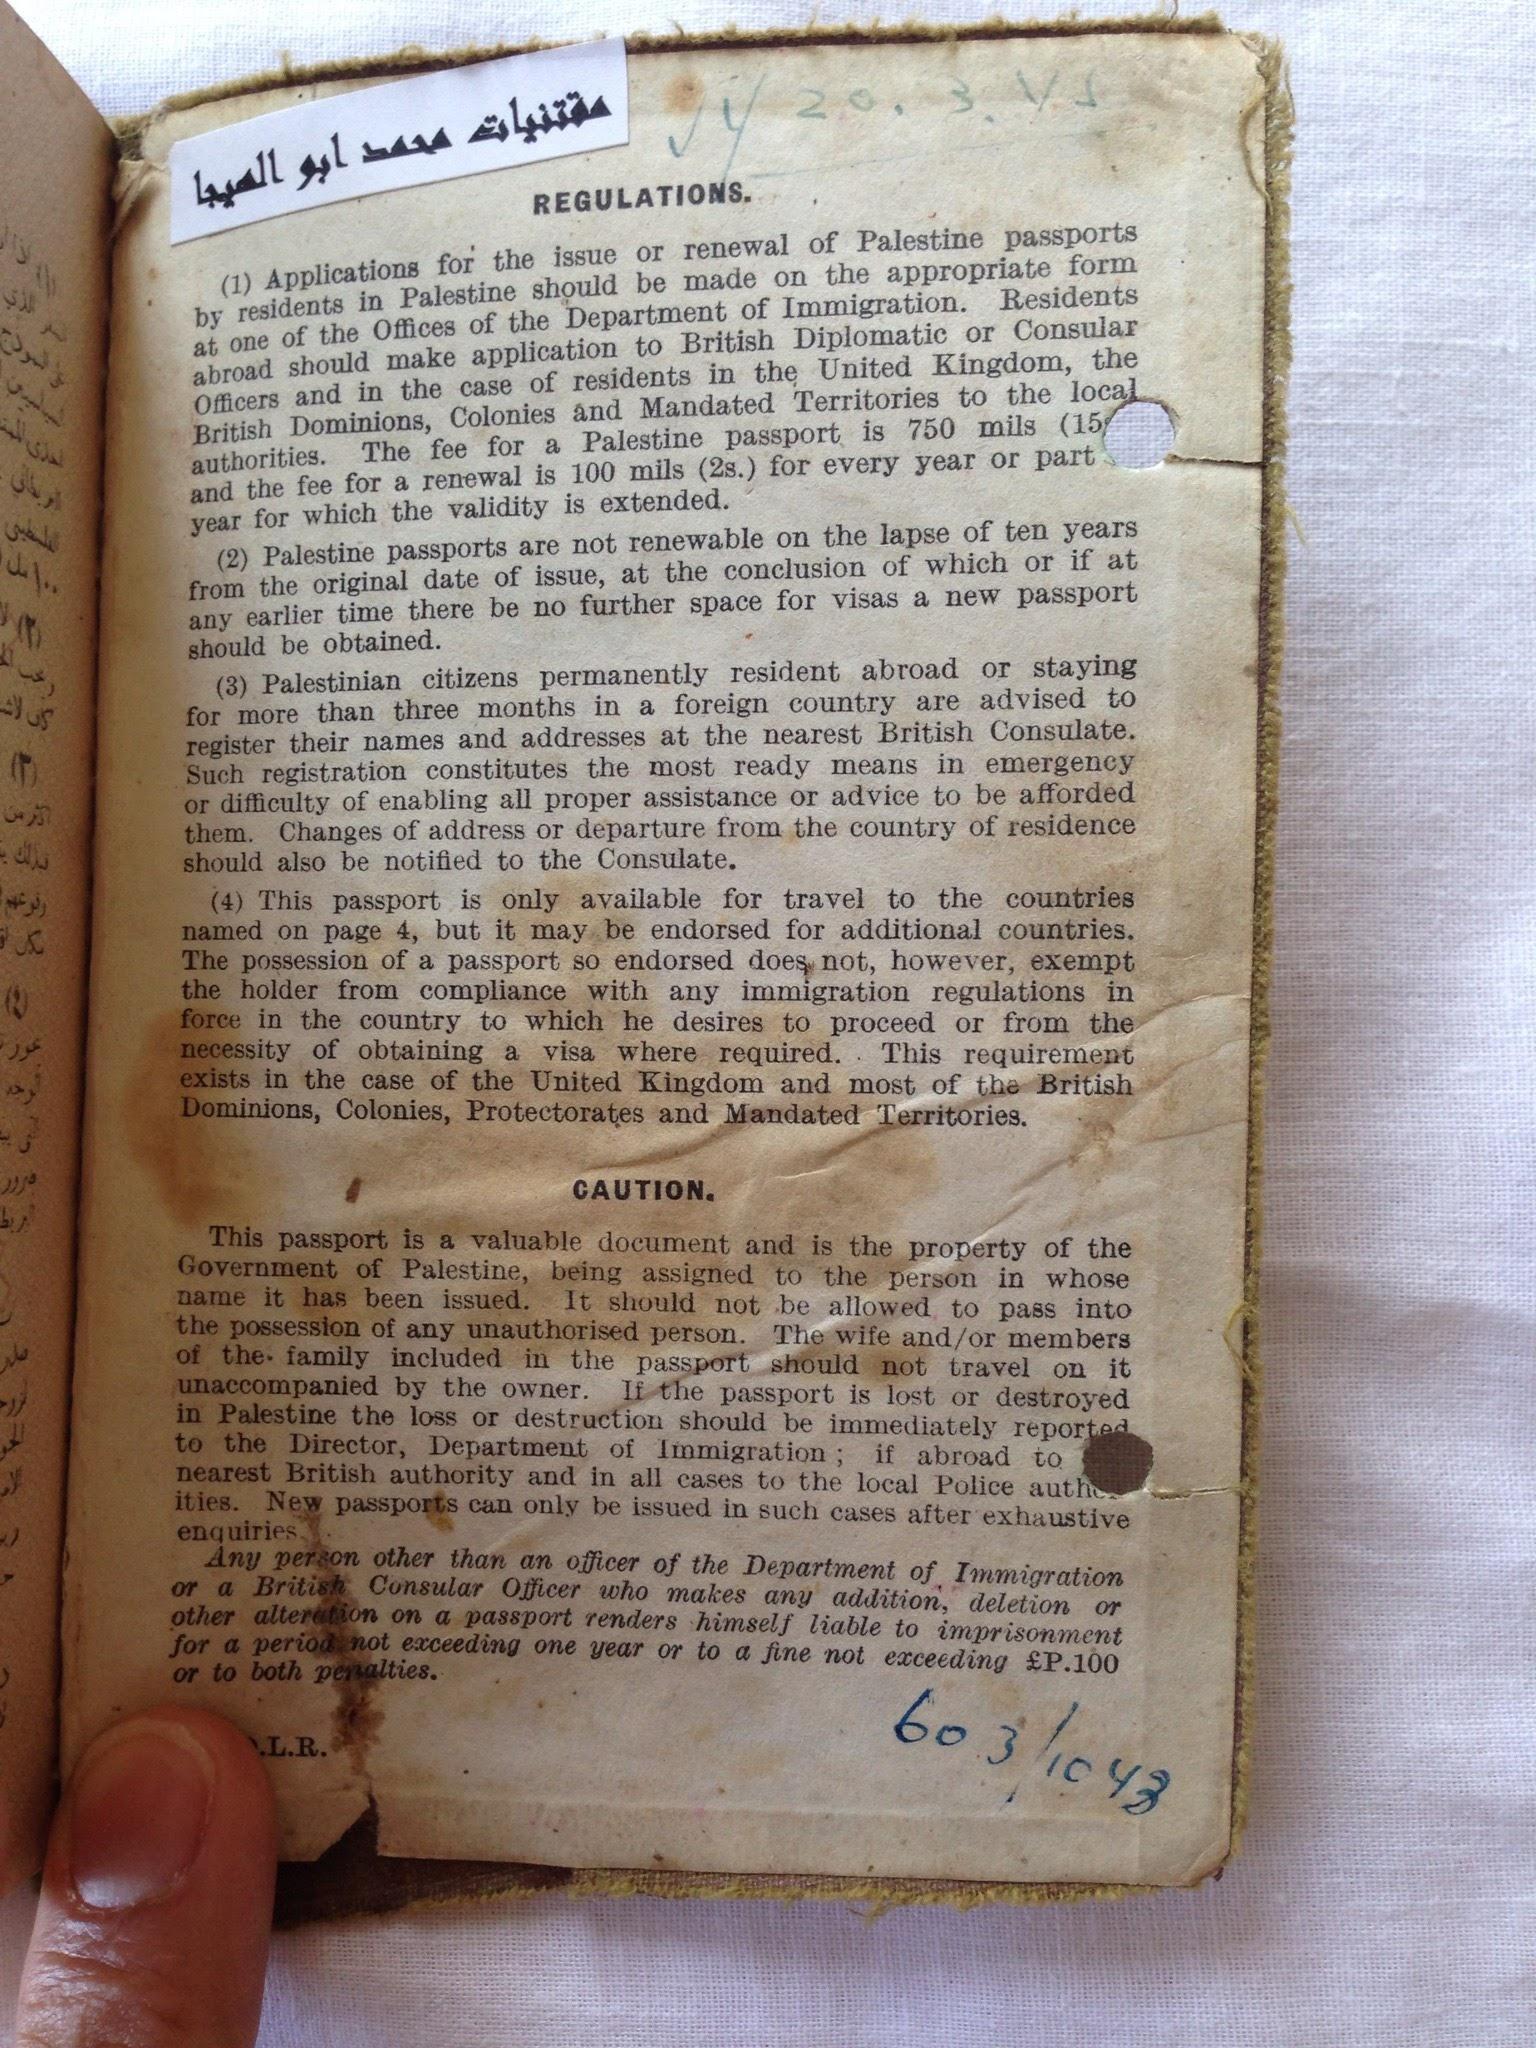 مقتنيات محمد ابو الهيجا
REGULATIONS.
(1) Applications for the issue or renewal of Palestine passports
by residents in Palestine should be made on the appropriate form
at one of the Offices of the Department of Immigration. Residents
abroad should make application to British Diplomatic or Consular
Officers and in the case of residents in the United Kingdom, the
British Dominions, Colonies and Mandated Territories to the local
authorities. The fee for a Palestine passport is 750 mils (15
and the fee for a renewal is 100 mils (2s.) for every year or part
year for which the validity is extended.
(2) Palestine passports are not renewable on the lapse of ten years
from the original date of issue, at the conclusion of which or if at
any earlier time there be no further space for visas a new passport
should be obtained.
(3) Palestinian citizens permanently resident abroad or staying
for more than three months in a foreign country are advised to
register their names and addresses at the nearest British Consulate.
Such registration constitutes the most ready means in emergency
or difficulty of enabling all proper assistance or advice to be afforded
them. Changes of address or departure from the country of residence
should also be notified to the Consulate.
(4) This passport is only available for travel to the countries
named on page 4, but it may be endorsed for additional countries.
The possession of a passport so endorsed does not, however, exempt
the holder from compliance with any immigration regulations in
force in the country to which he desires to proceed or from the
necessity of obtaining a visa where required. This requirement
exists in the case of the United Kingdom and most of the British
Dominions, Colonies, Protectorates and Mandated Territories.
CAUTION.
This passport is a valuable document and is the property of the
Government of Palestine, being assigned to the person in whose
name it has been issued. It should not be allowed to pass into
the possession of any unauthorised person. The wife and/or members
of the family included in the passport should not travel on it
unaccompanied by the owner. If the passport is lost or destroyed
in Palestine the loss or destruction should be immediately reported
to the Director, Department of Immigration; if abroad to
nearest British authority and in all cases to the local Police author-
ities. New passports can only be issued in such cases after exhaustive
enquiries.
Any person other than an officer of the Department of Immigration
or a British Consular Officer who makes any addition, deletion or
other alteration on a passport renders himself liable to imprisonment
for a period not exceeding one year or to a fine not exceeding £P.100
or to both penalties.
.L.R.
603/1043